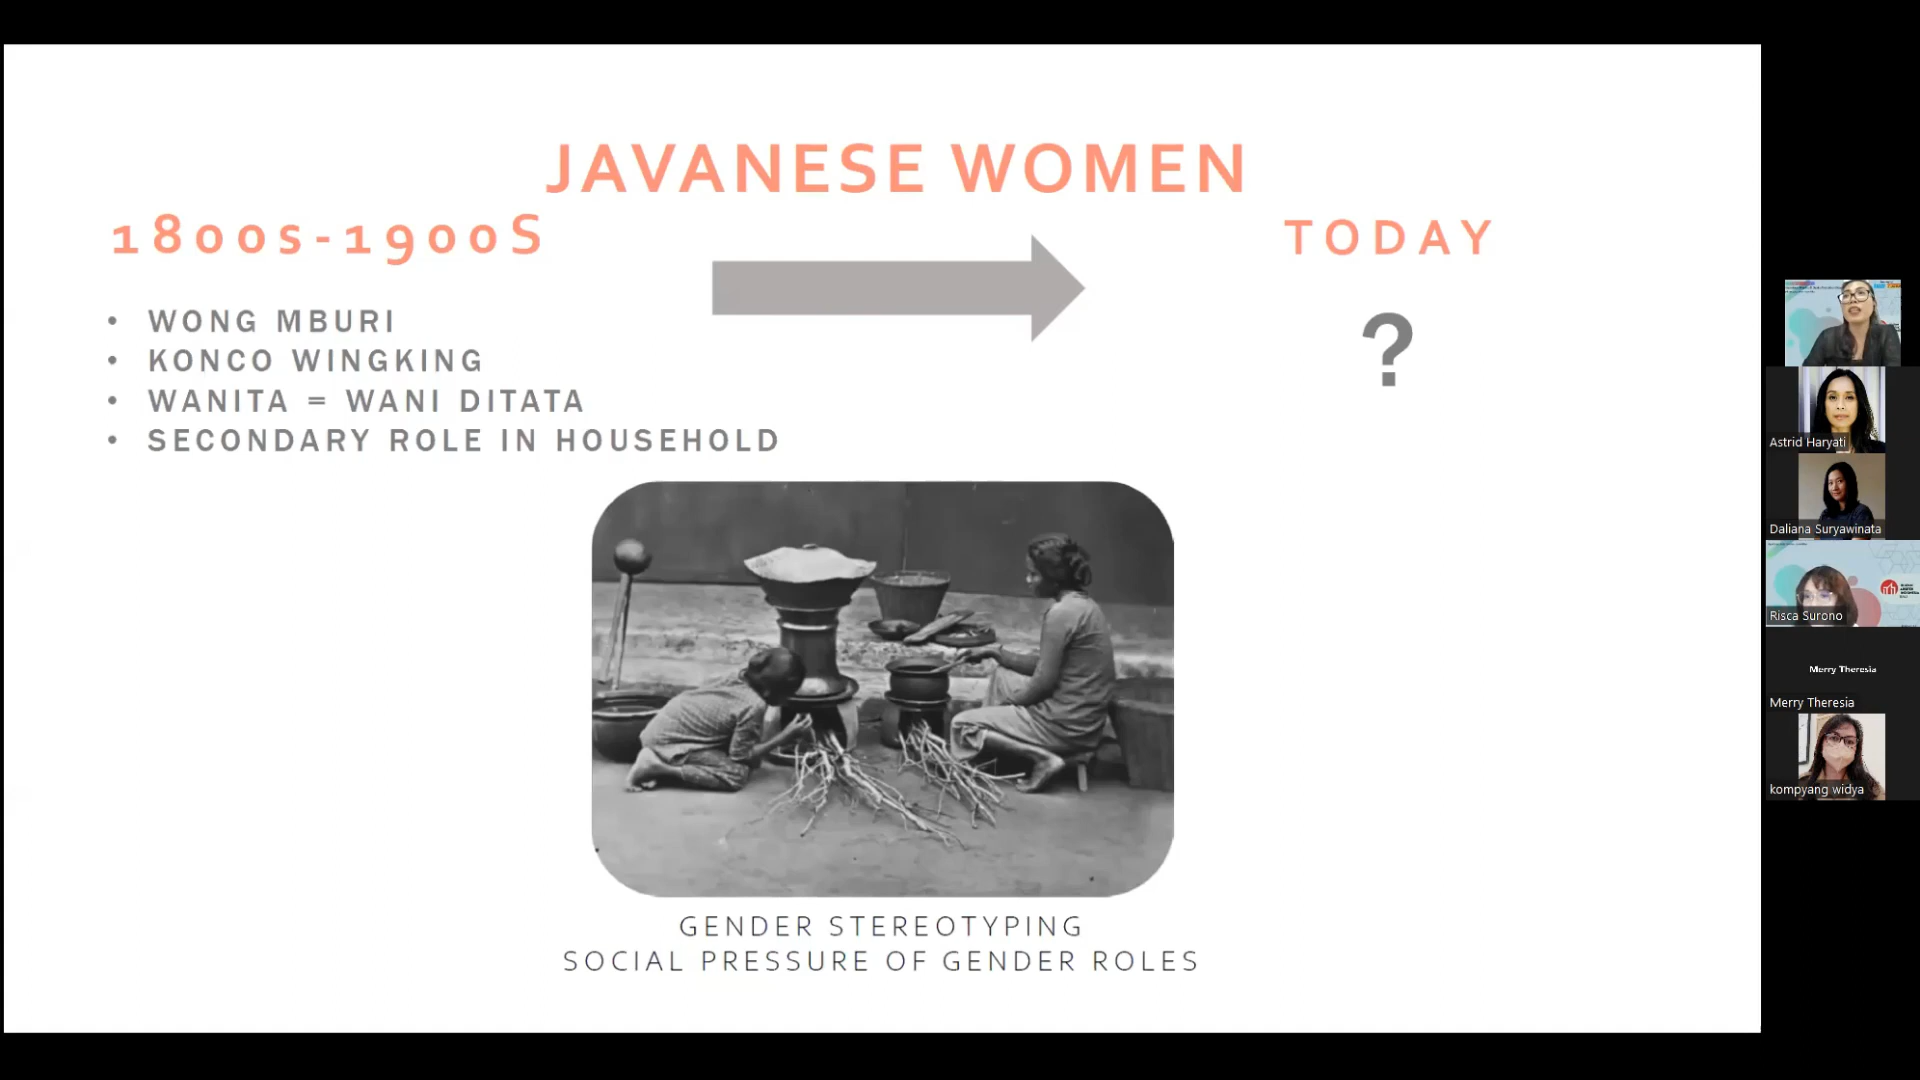 JAVANESE WOMEN
1800s-1900S
TODAY
• WONG MBURI
• KONCO WINGKING
• WANITA = WANI DITATA
• SECONDARY ROLE IN HOUSEHOLD
?
GENDER STEREOTYPING
SOCIAL PRESSURE OF GENDER ROLES
Astrid Haryati
Daliana Suryawinata
Risca Surono
Merry Theresia
Merry Theresia
kompyang widya